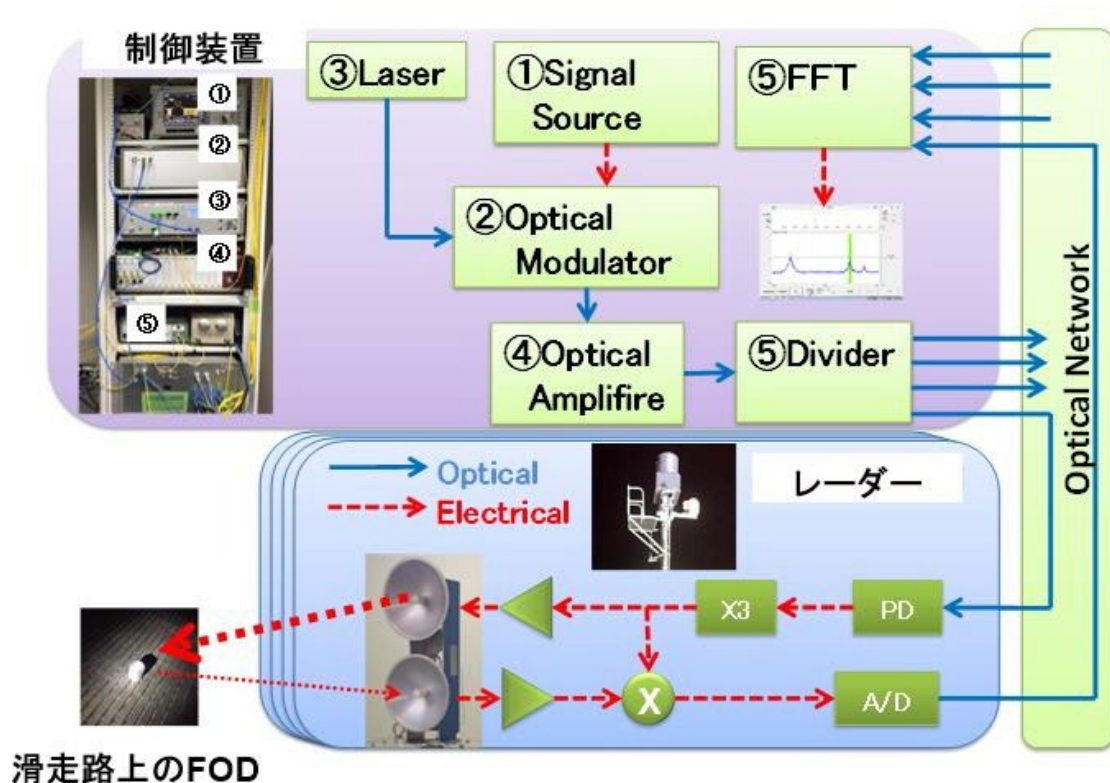 制御装置
①
②
③
④
⑤
③Laser
①Signal
Source
⑤FFT
②Optical
Modulator
④Optical
Amplifire
⑤Divider
Optical Network
Optical
Electrical
レーダー
X3
PD
X
A/D
滑走路上のFOD